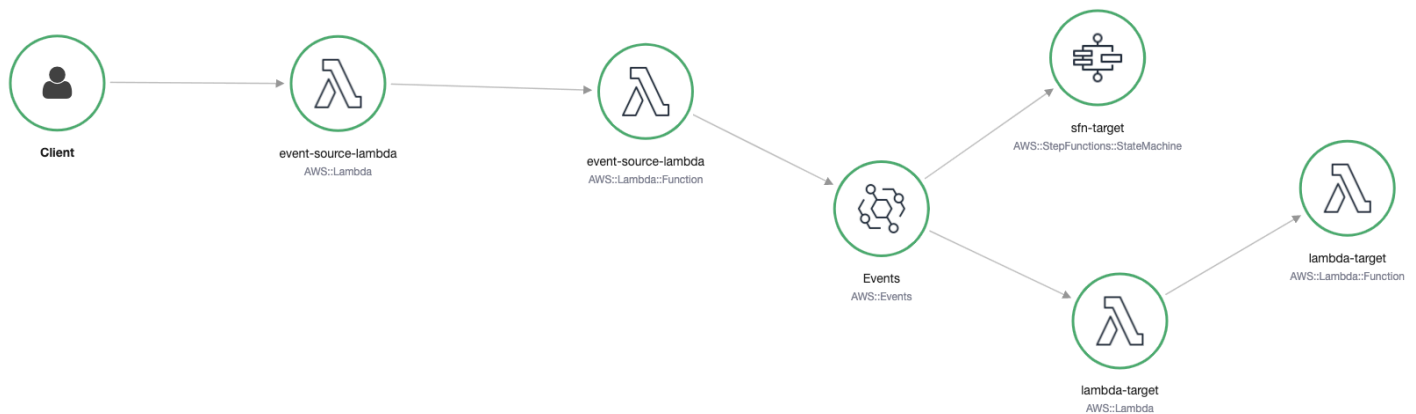 Client
event-source-lambda
AWS::Lambda
event-source-lambda
AWS::Lambda::Function
Events
AWS::Events
sfn-target
AWS::StepFunctions::StateMachine
lambda-target
AWS::Lambda
lambda-target
AWS::Lambda::Function